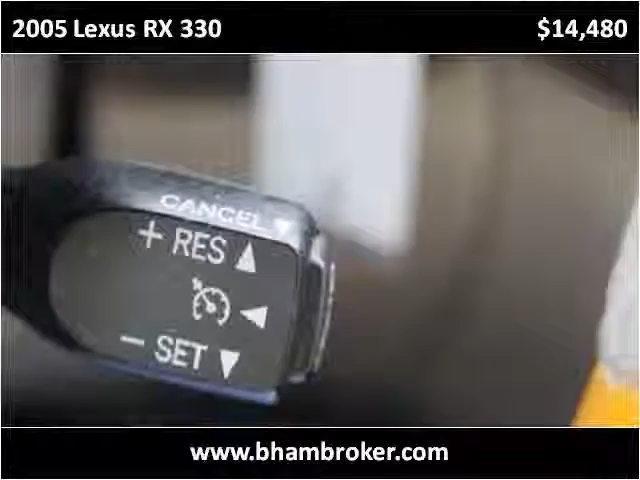 2005 Lexus RX 330 $14,480
CANCEL
+ RES
− SET
www.bhambroker.com